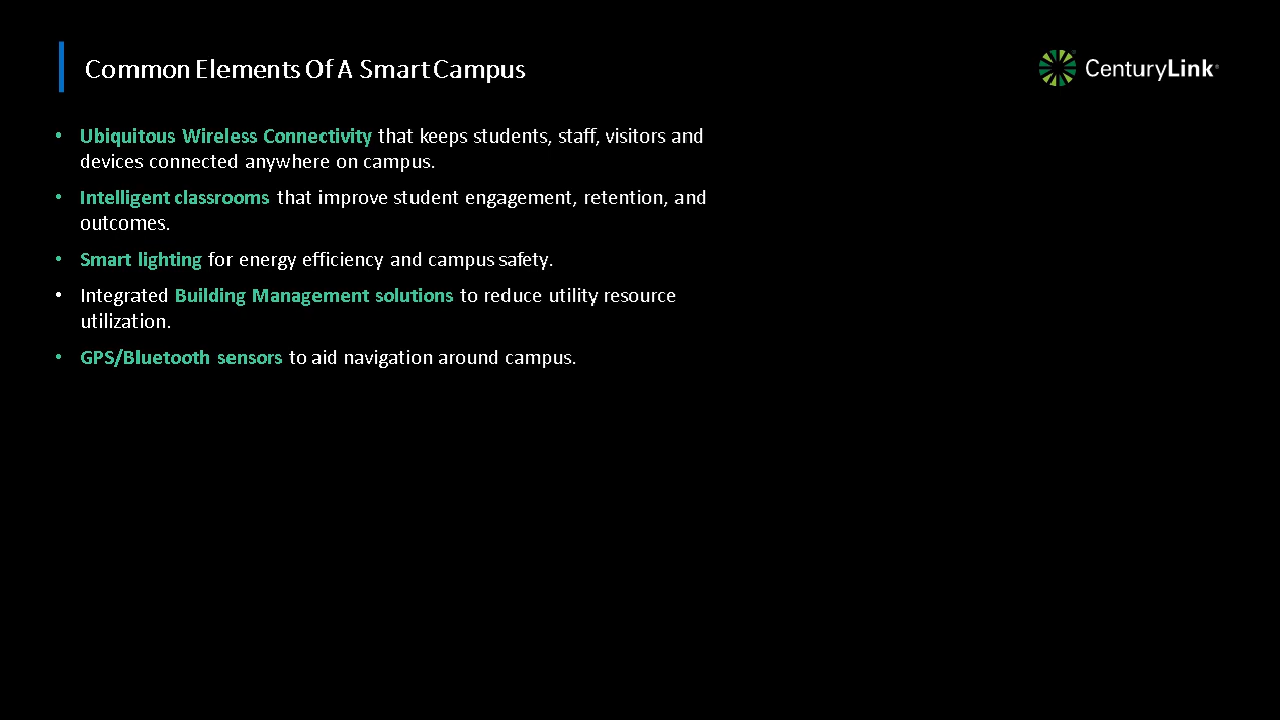 Common Elements Of A Smart Campus
CenturyLink®
• Ubiquitous Wireless Connectivity that keeps students, staff, visitors and
devices connected anywhere on campus.
• Intelligent classrooms that improve student engagement, retention, and
outcomes.
• Smart lighting for energy efficiency and campus safety.
• Integrated Building Management solutions to reduce utility resource
utilization.
• GPS/Bluetooth sensors to aid navigation around campus.